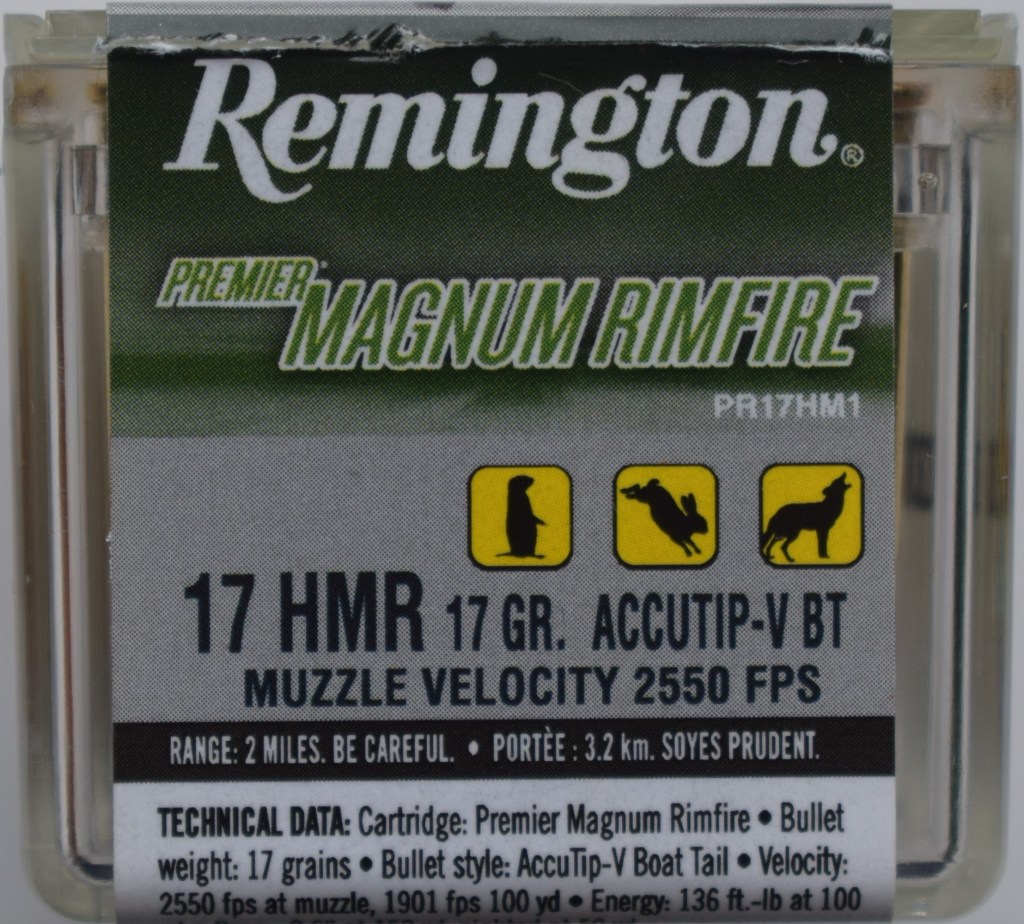 Remington®
PREMIER® MAGNUM RIMFIRE
PR17HM1
17 HMR 17 GR. ACCUTIP-V BT
MUZZLE VELOCITY 2550 FPS
RANGE: 2 MILES. BE CAREFUL. • PORTÈE : 3.2 km. SOYES PRUDENT.
TECHNICAL DATA: Cartridge: Premier Magnum Rimfire • Bullet
weight: 17 grains • Bullet style: AccuTip-V Boat Tail • Velocity:
2550 fps at muzzle, 1901 fps 100 yd • Energy: 136 ft.-lb at 100